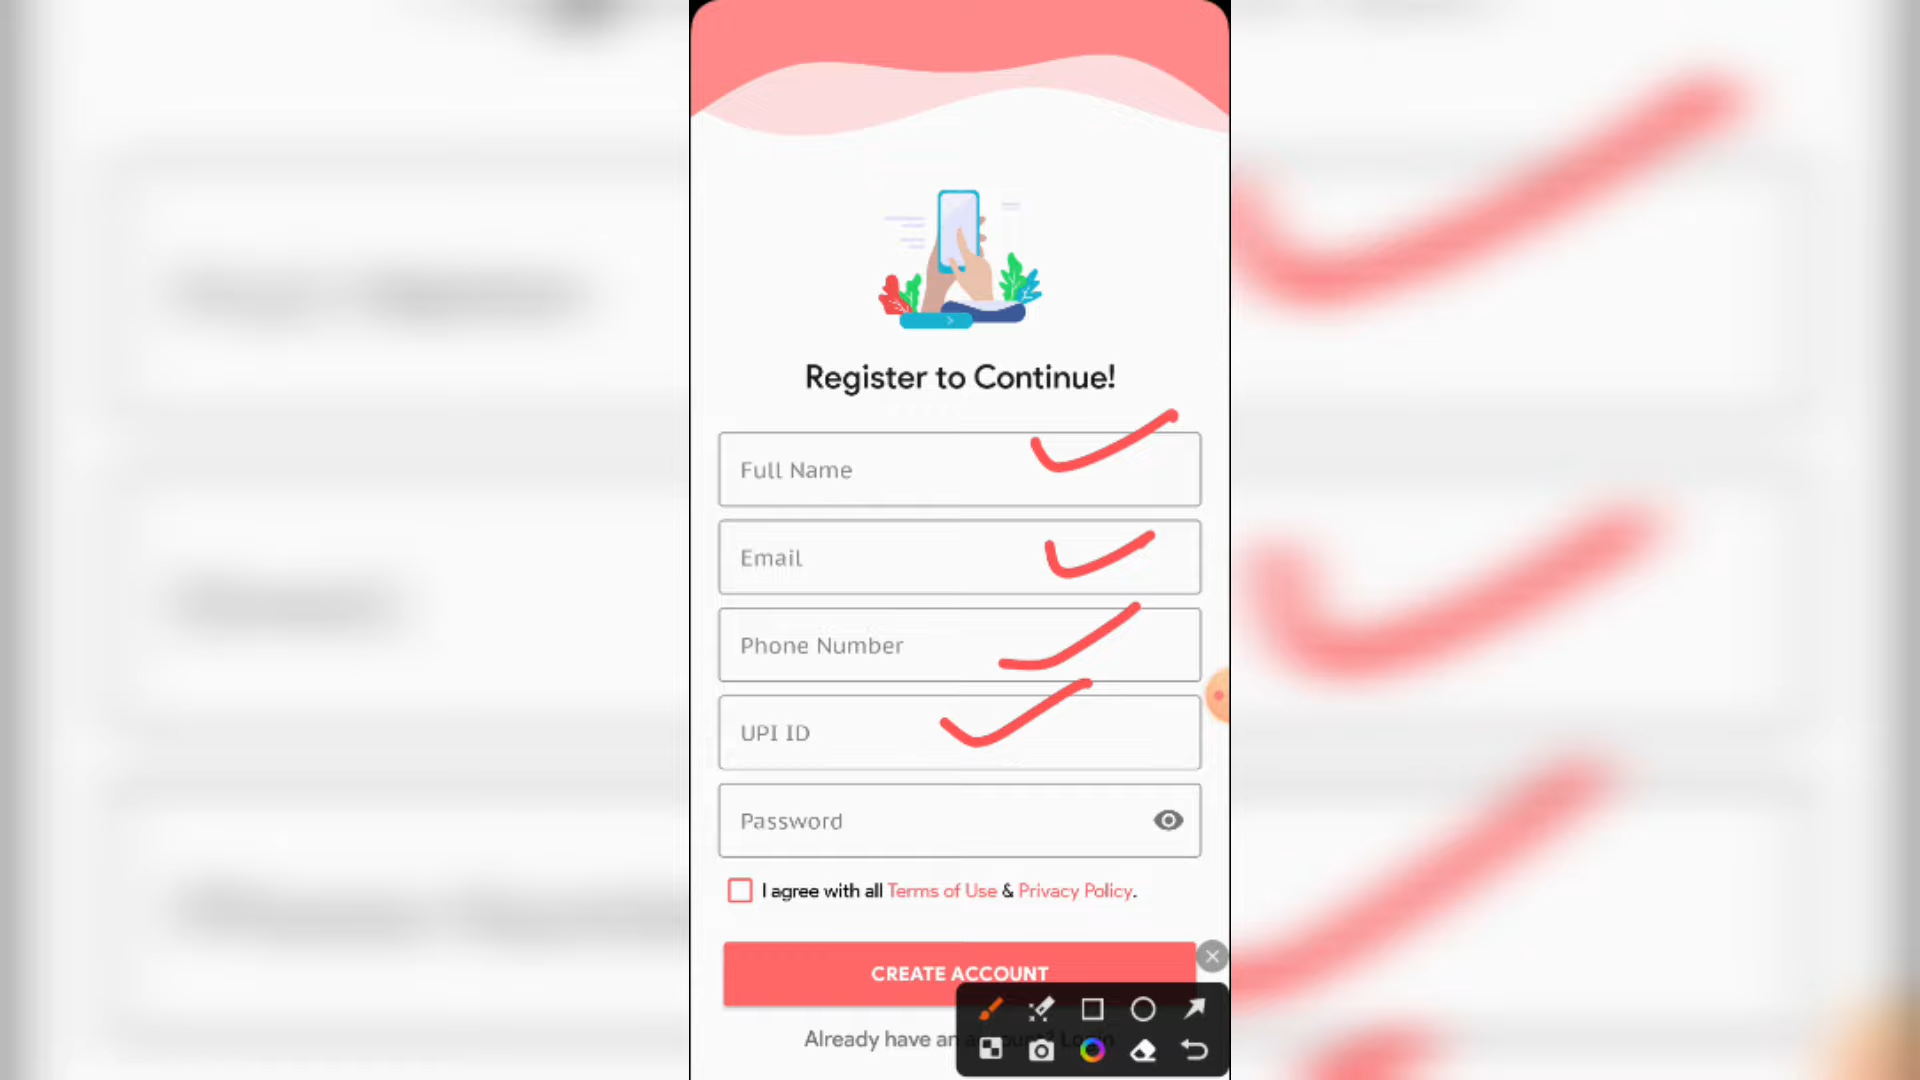 Register to Continue!
Full Name
Email
Phone Number
UPI ID
Password
I agree with all Terms of Use & Privacy Policy.
CREATE ACCOUNT
Already have an